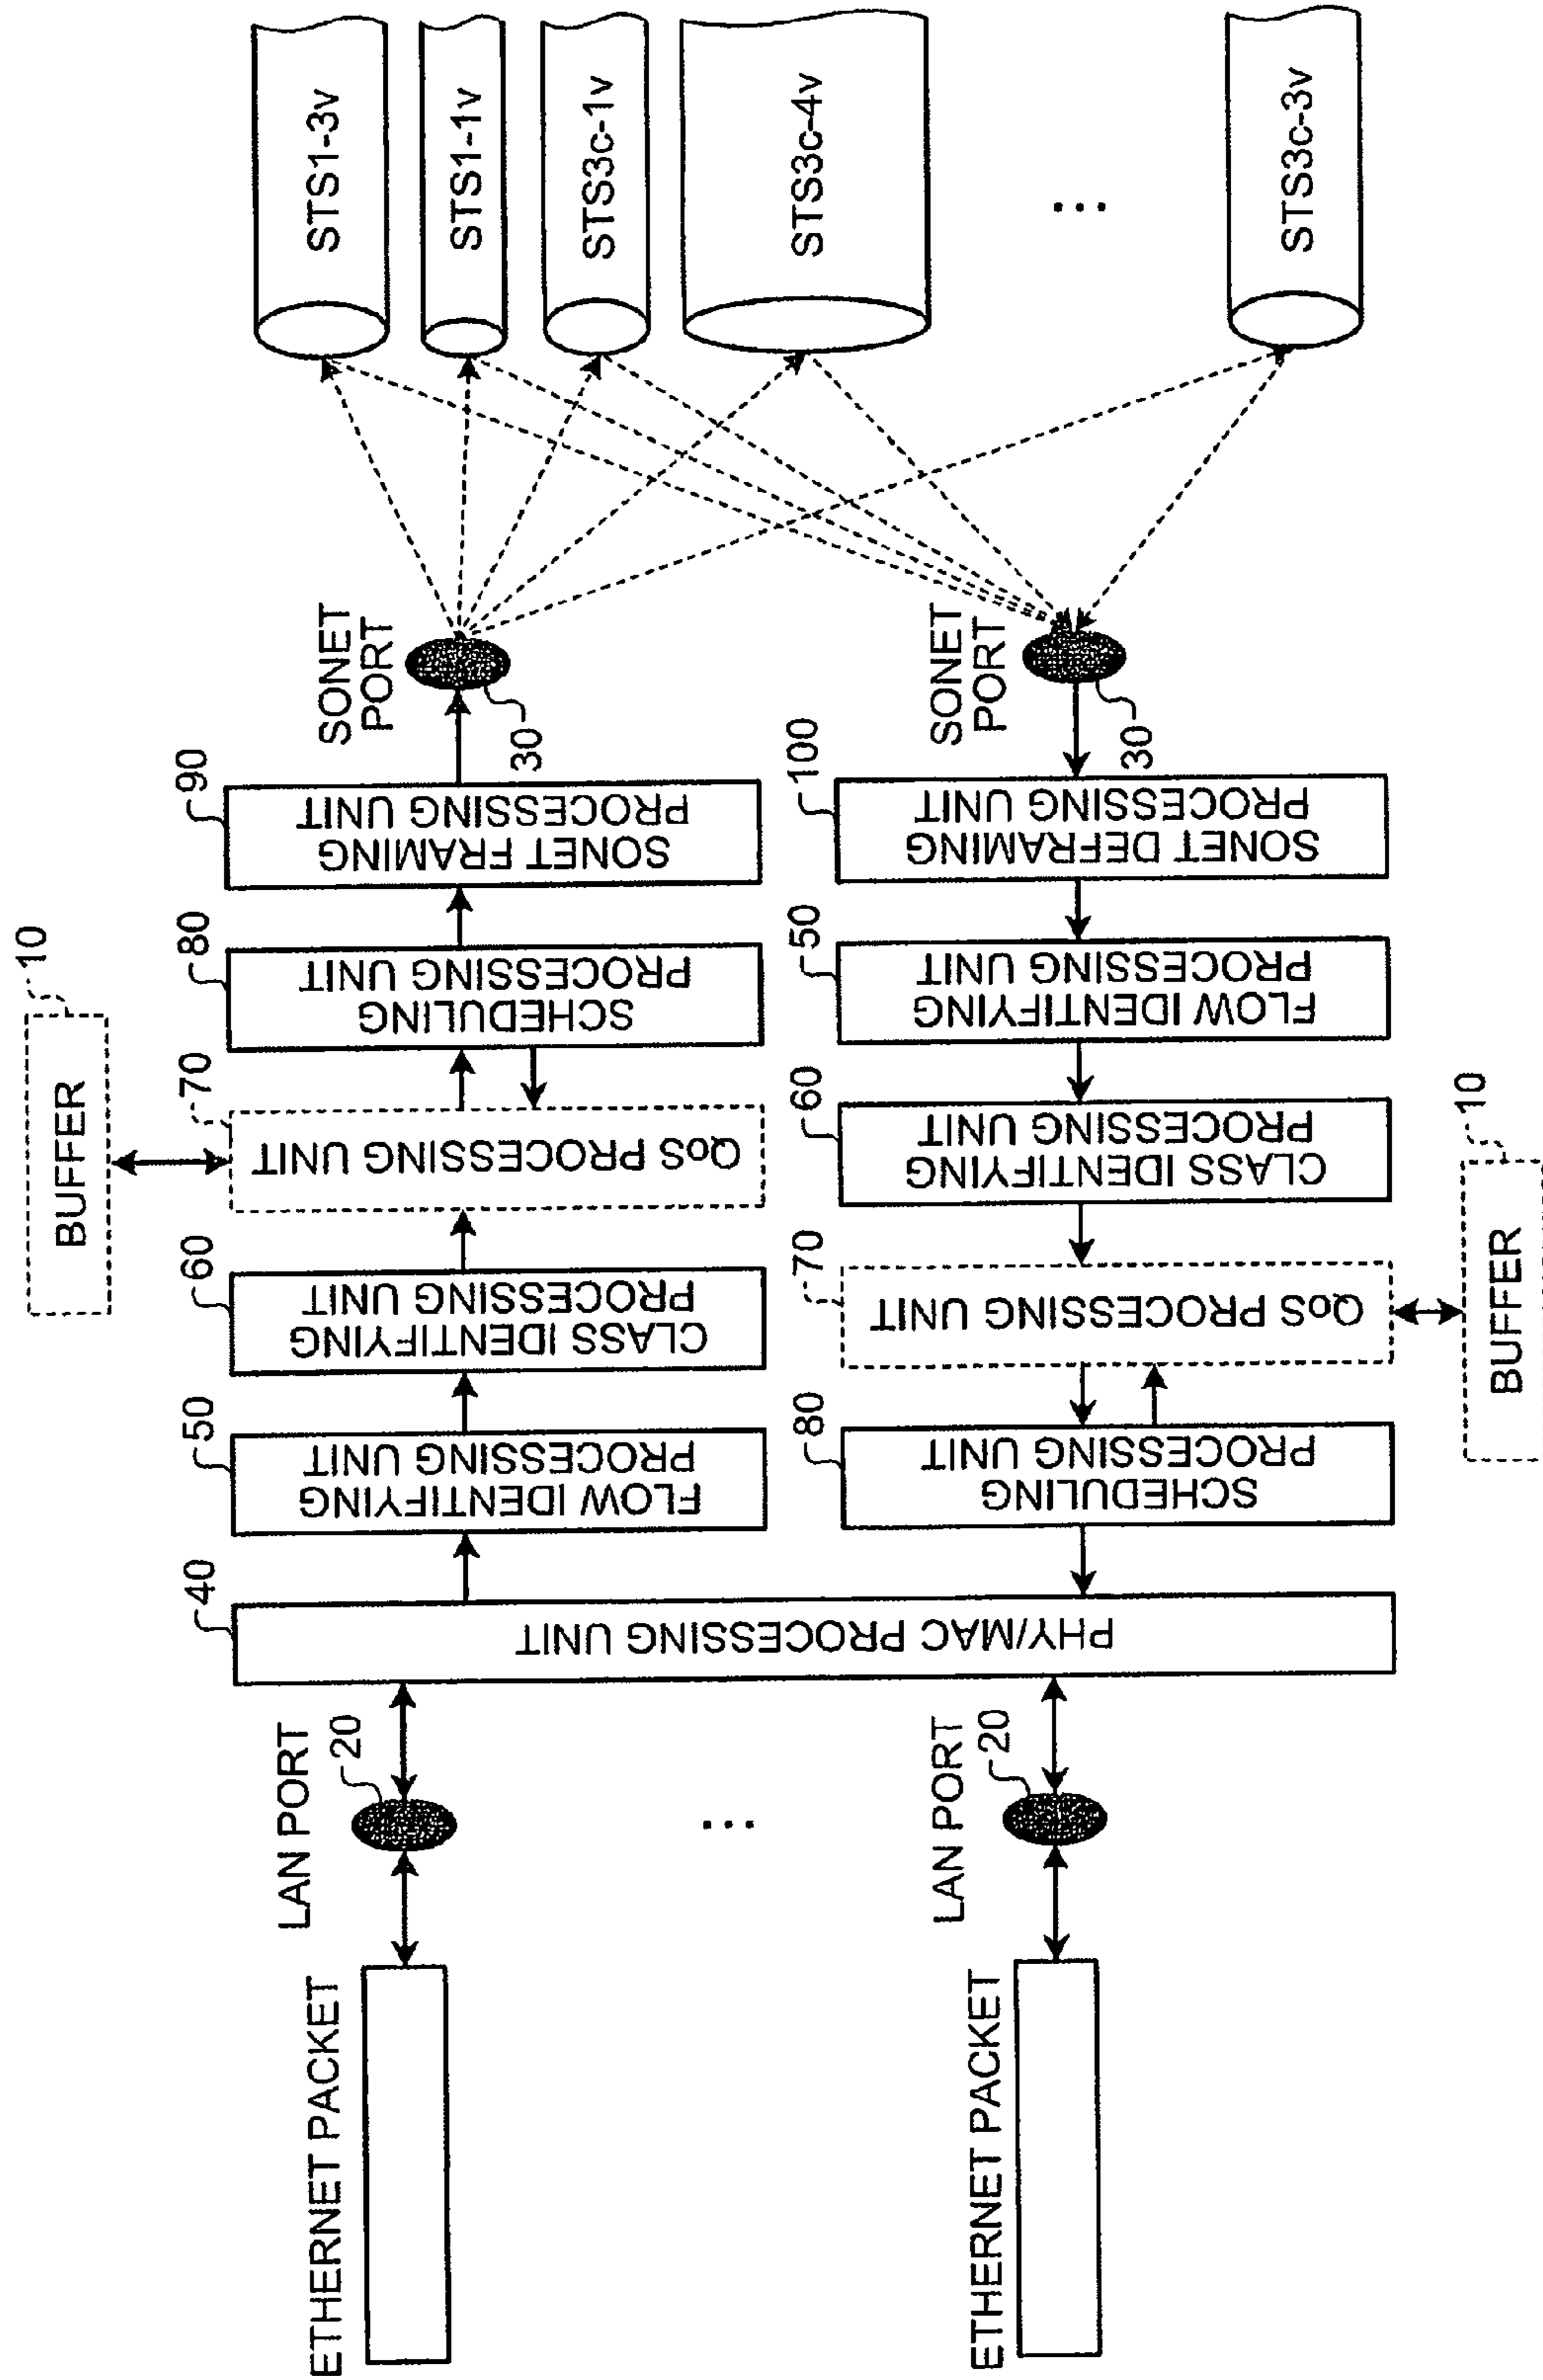 ETHERNET PACKET
LAN PORT
20
...
ETHERNET PACKET
LAN PORT
20
40
PHY/MAC PROCESSING UNIT
50
FLOW IDENTIFYING
PROCESSING UNIT
60
CLASS IDENTIFYING
PROCESSING UNIT
10
BUFFER
70
QoS PROCESSING UNIT
80
SCHEDULING
PROCESSING UNIT
90
SONET FRAMING
PROCESSING UNIT
SONET
PORT
30
80
SCHEDULING
PROCESSING UNIT
70
QoS PROCESSING UNIT
10
BUFFER
60
CLASS IDENTIFYING
PROCESSING UNIT
50
FLOW IDENTIFYING
PROCESSING UNIT
100
SONET DEFRAMING
PROCESSING UNIT
SONET
PORT
30
STS1-3v
STS1-1v
STS3c-1v
STS3c-4v
...
STS3c-3v